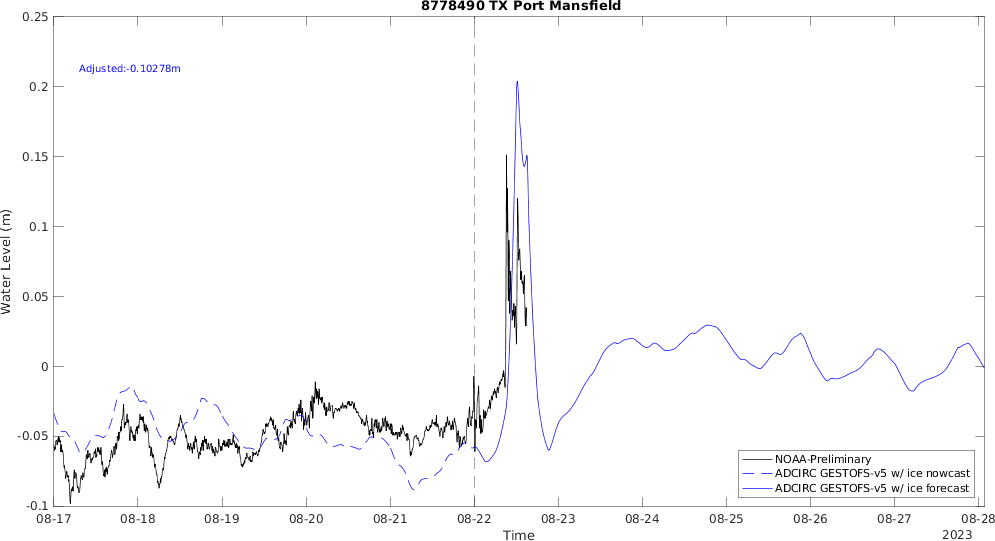 8778490 TX Port Mansfield
0.25
Adjusted:-0.10278m
0.2
0.15
0.1
0.05
0
-0.05
-0.1
Water Level (m)
NOAA-Preliminary
ADCIRC GESTOFS-v5 w/ ice nowcast
ADCIRC GESTOFS-v5 w/ ice forecast
08-17 08-18 08-19 08-20 08-21 08-22 08-23 08-24 08-25 08-26 08-27 08-28
Time
2023